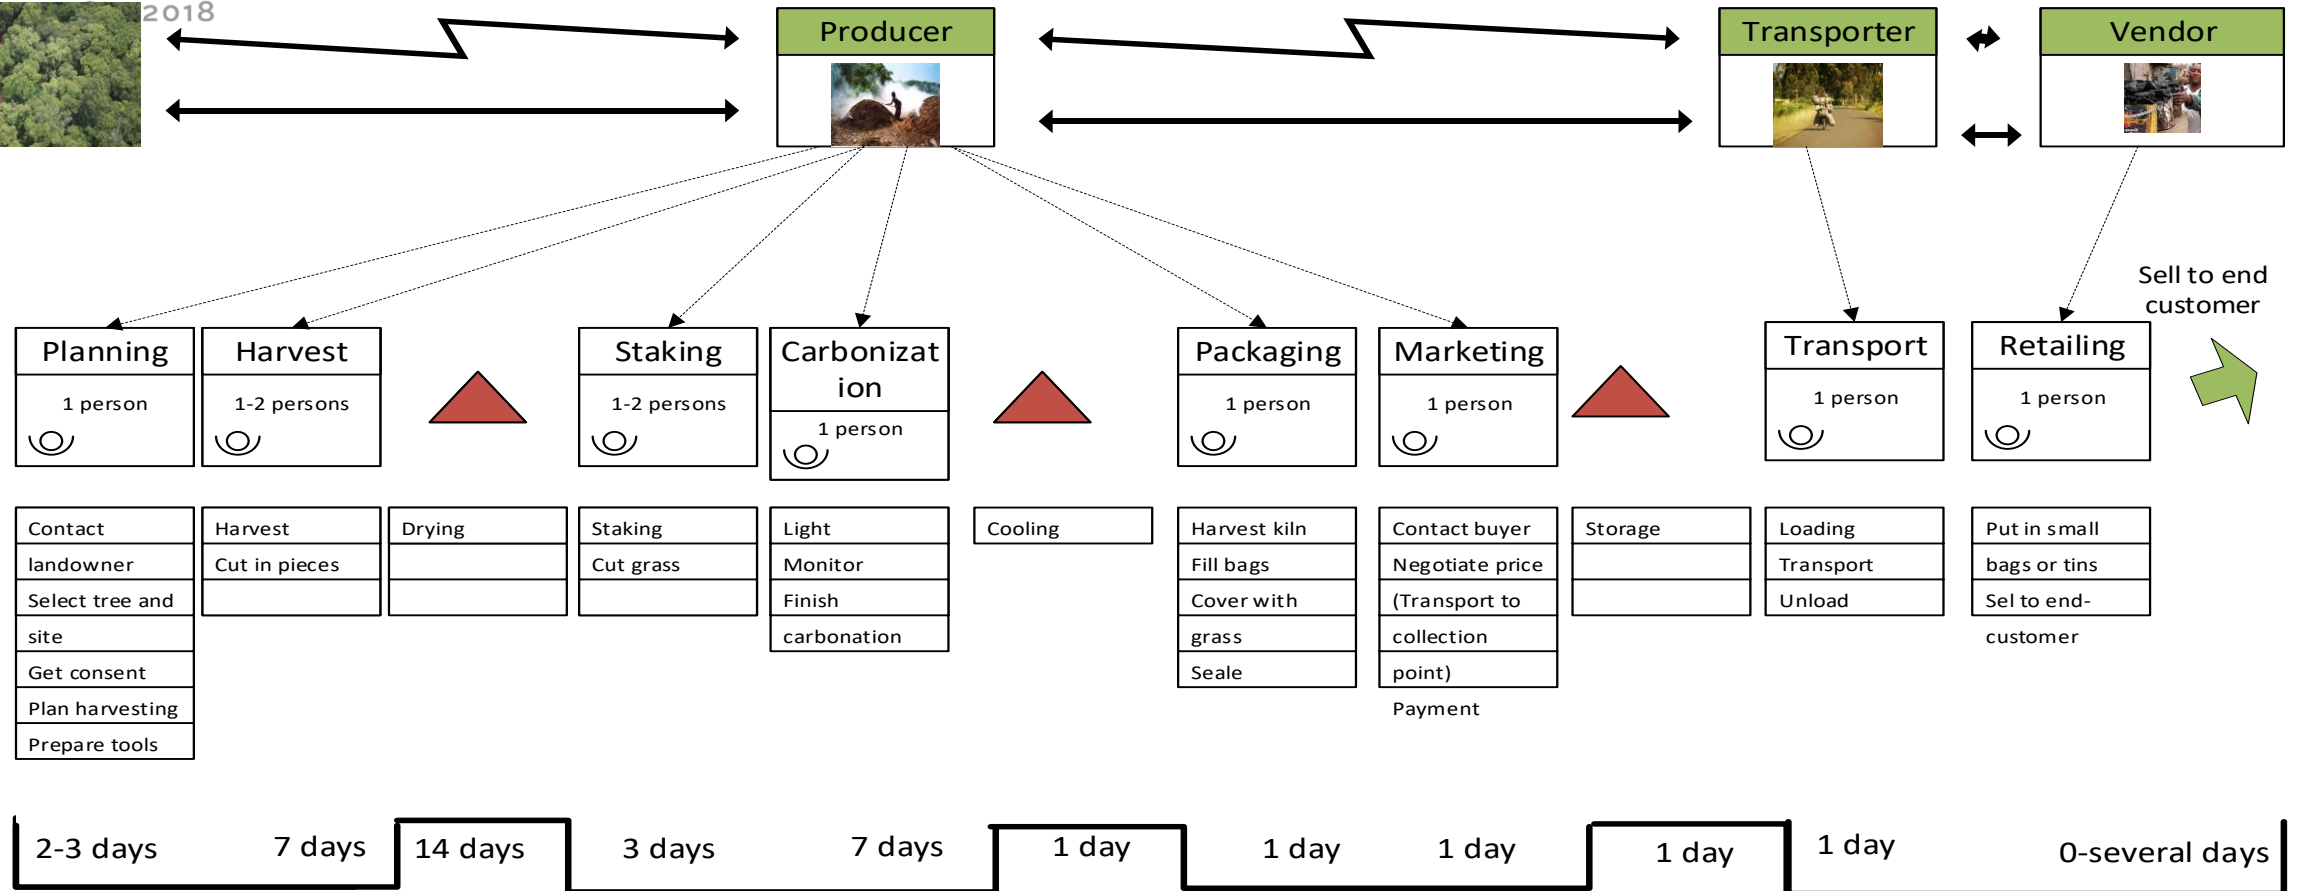 2018
Producer
Transporter
Vendor
Sell to end
customer
Planning
1 person
Harvest
1-2 persons
Staking
1-2 persons
Carbonizat
ion
1 person
Packaging
1 person
Marketing
1 person
Transport
1 person
Retailing
1 person
Contact
landowner
Select tree and
site
Get consent
Plan harvesting
Prepare tools
Harvest
Cut in pieces
Drying
Staking
Cut grass
Light
Monitor
Finish
carbonation
Cooling
Harvest kiln
Fill bags
Cover with
grass
Seale
Contact buyer
Negotiate price
(Transport to
collection
point)
Payment
Storage
Loading
Transport
Unload
Put in small
bags or tins
Sel to end-
customer
2-3 days
7 days
14 days
3 days
7 days
1 day
1 day
1 day
1 day
1 day
0-several days